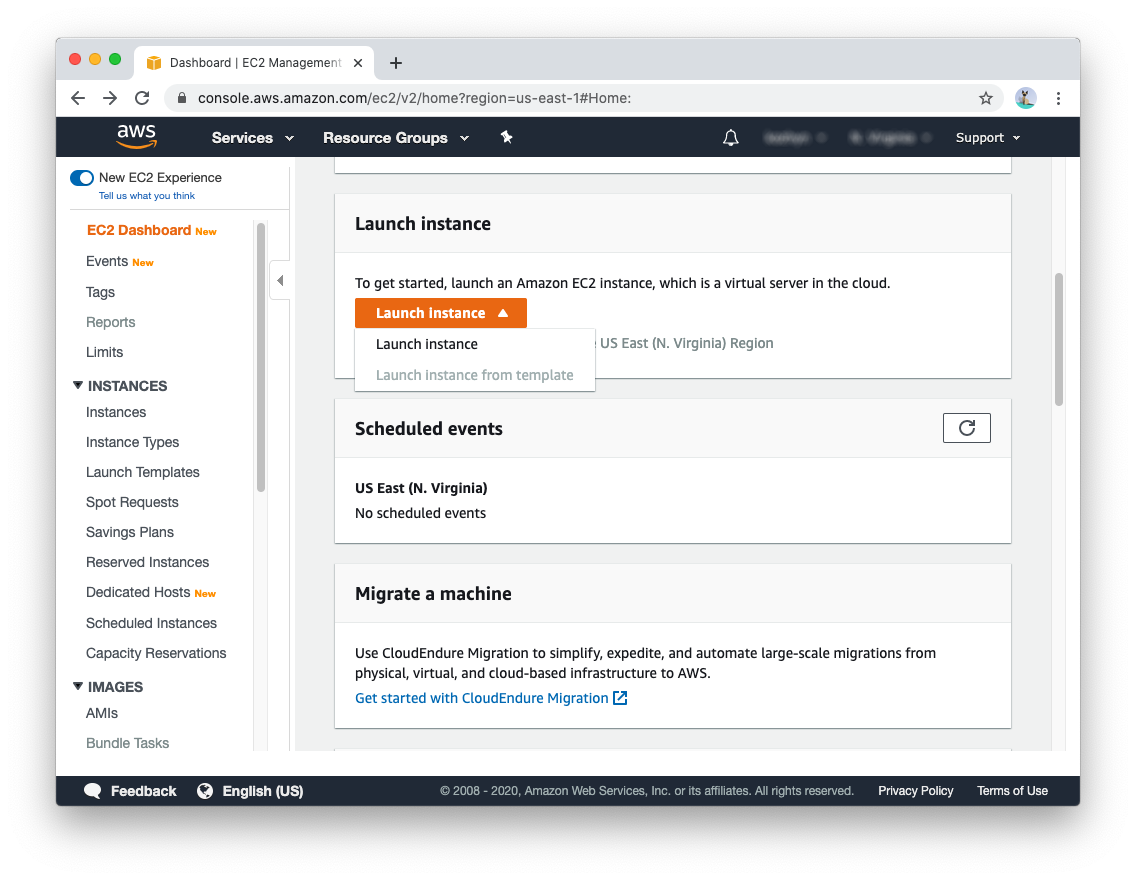 Dashboard | EC2 Management
console.aws.amazon.com/ec2/v2/home?region=us-east-1#Home:
aws
Services
Resource Groups
Support
New EC2 Experience
Tell us what you think
EC2 Dashboard New
Events New
Tags
Reports
Limits
INSTANCES
Instances
Instance Types
Launch Templates
Spot Requests
Savings Plans
Reserved Instances
Dedicated Hosts New
Scheduled Instances
Capacity Reservations
IMAGES
AMIs
Bundle Tasks
Launch instance
To get started, launch an Amazon EC2 instance, which is a virtual server in the cloud.
Launch instance
Launch instance
US East (N. Virginia) Region
Launch instance from template
Scheduled events
US East (N. Virginia)
No scheduled events
Migrate a machine
Use CloudEndure Migration to simplify, expedite, and automate large-scale migrations from
physical, virtual, and cloud-based infrastructure to AWS.
Get started with CloudEndure Migration
Feedback
English (US)
© 2008 - 2020, Amazon Web Services, Inc. or its affiliates. All rights reserved.
Privacy Policy
Terms of Use